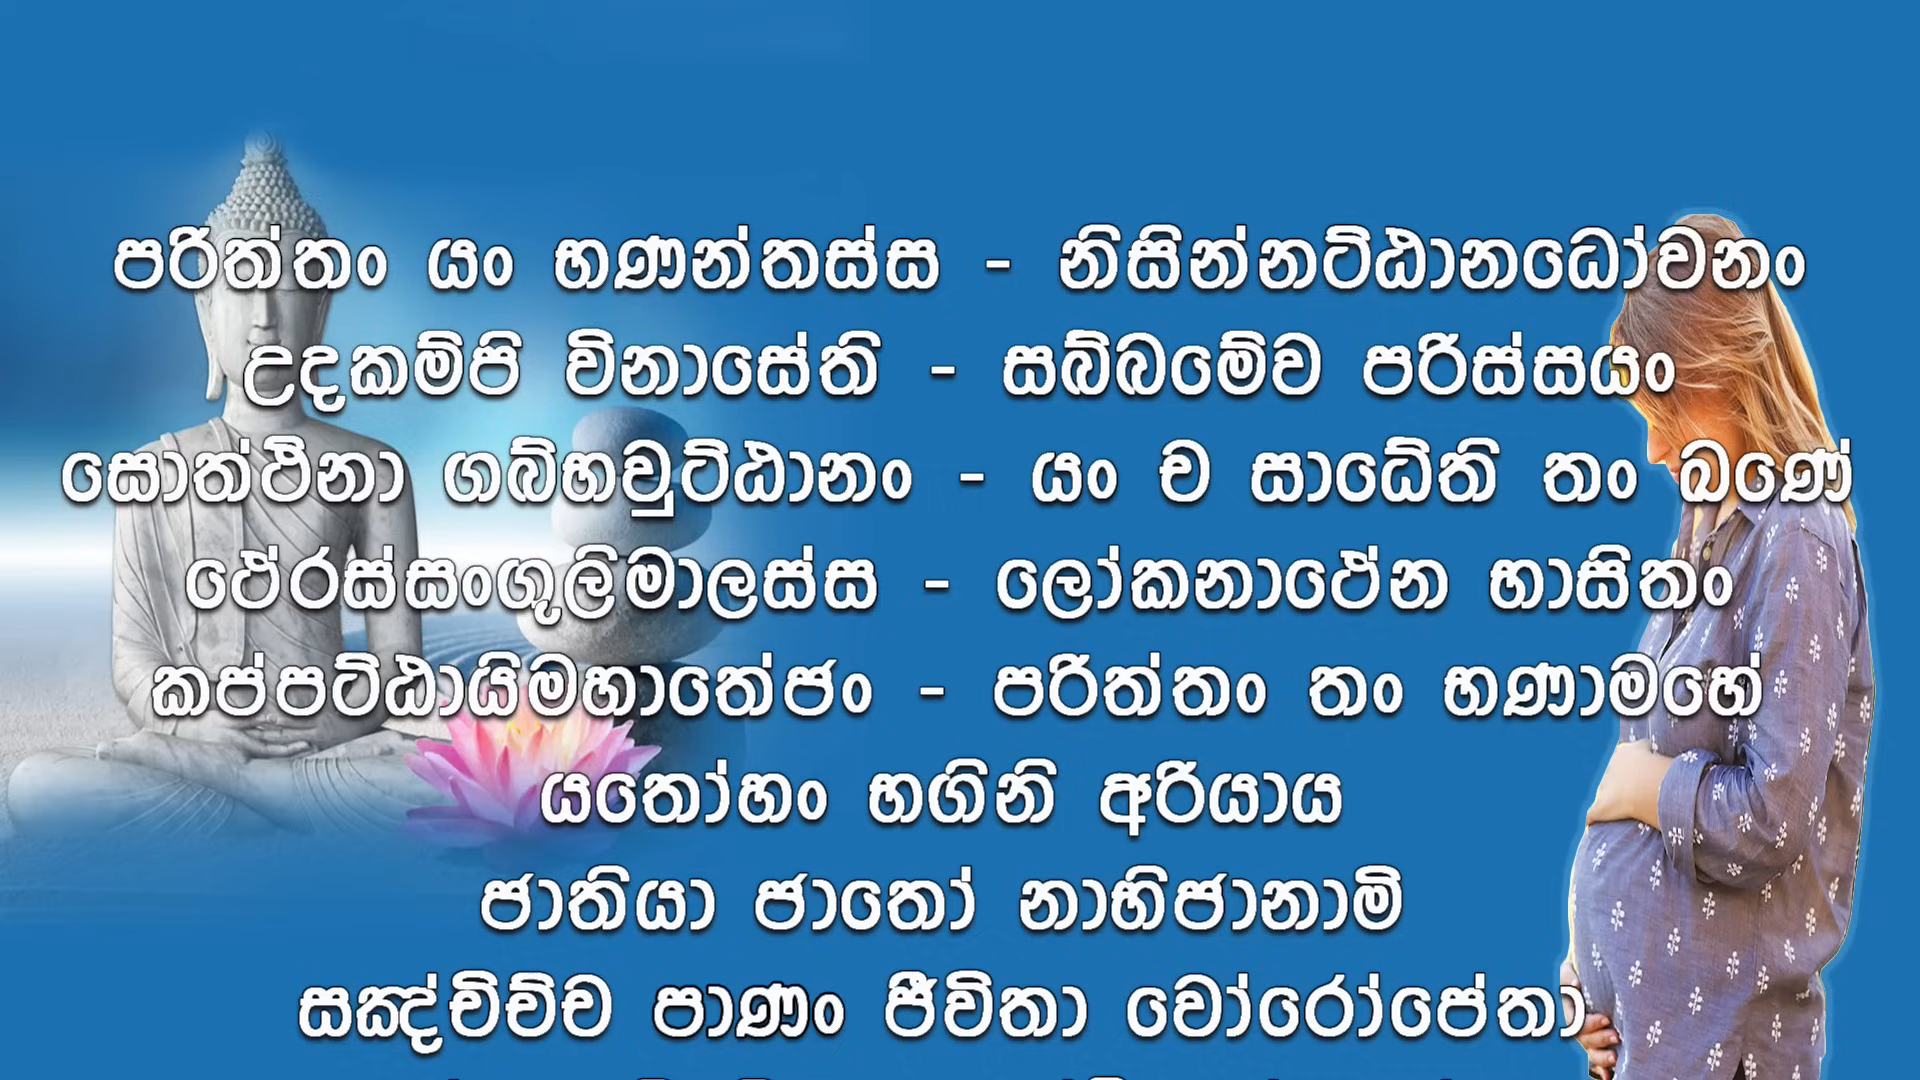 පරිත්තං යං භණන්තස්ස - නිසින්නට්ඨානධෝවනං
උදකම්පි විනාසේති - සබ්බමේව පරිස්සයං
සොත්ථිනා ගබ්භවුට්ඨානං - යං ච සාධේති තං ඛණේ
ථේරස්සංගුලිමාලස්ස - ලෝකනාථේන භාසිතං
කප්පට්ඨායිමහාතේජං - පරිත්තං තං භණාමහේ
යතෝහං භගිනි අරියාය
ජාතියා ජාතෝ නාභිජානාමි
සඤ්චිච්ච පාණං ජීවිතා වෝරෝපේතා